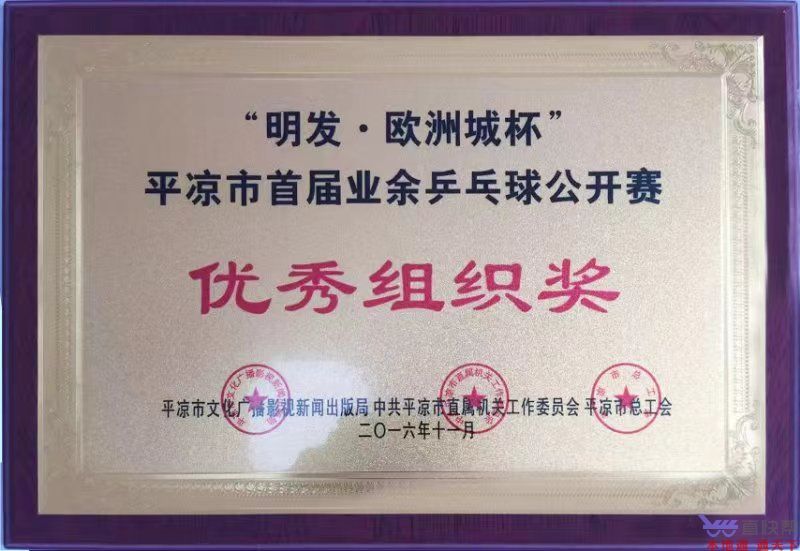 “明发·欧洲城杯”
平凉市首届业余乒乓球公开赛
优秀组织奖
平凉市文化广播影视新闻出版局 中共平凉市直属机关工作委员会 平凉市总工会
二〇一六年十一月
直快帮